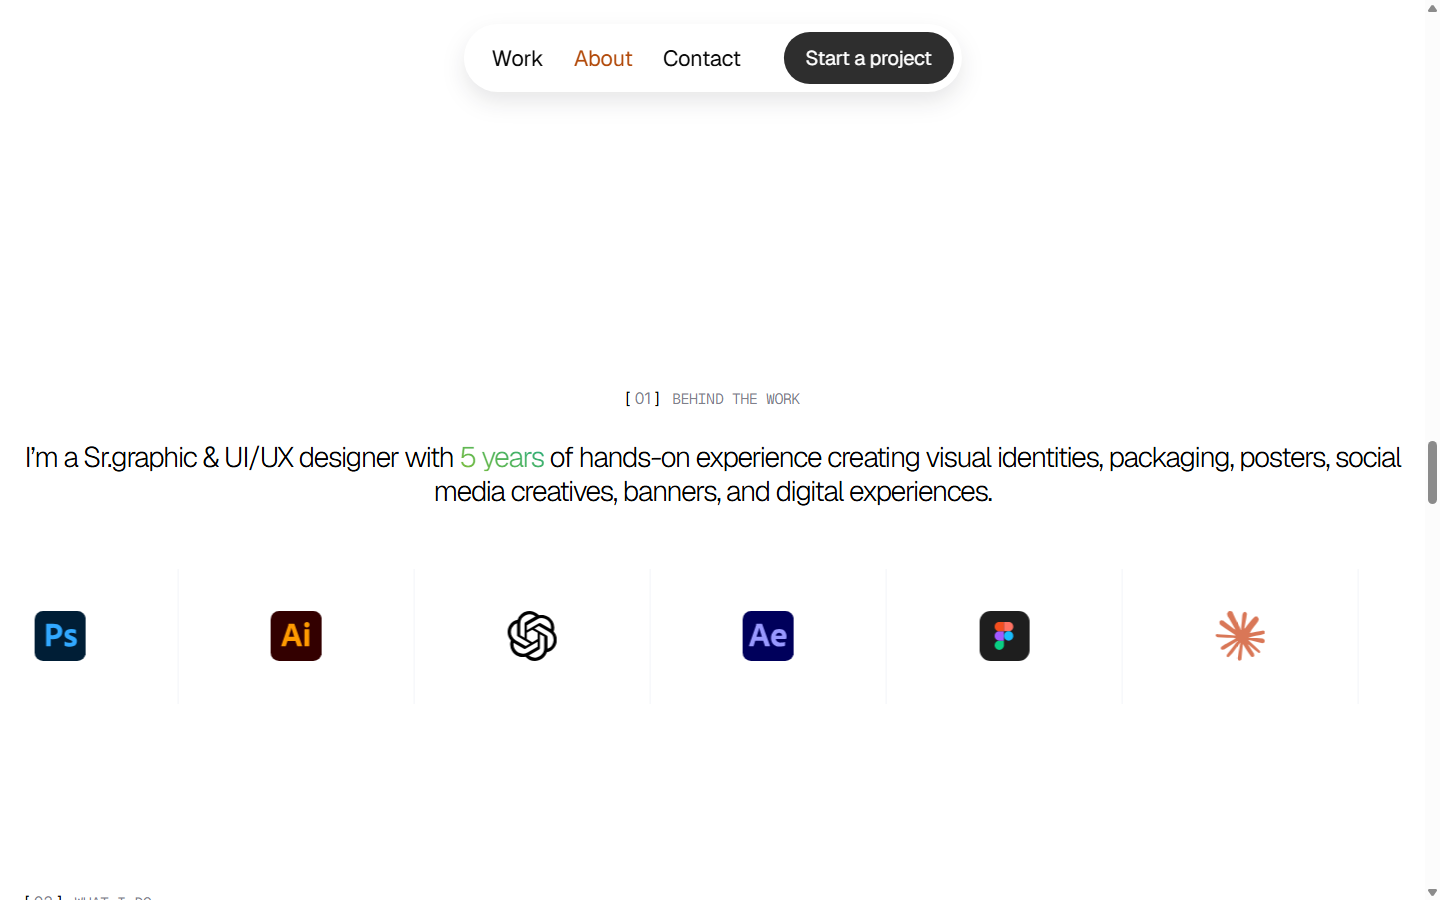 Work About Contact Start a project
[ 01 ] BEHIND THE WORK
I’m a Sr.graphic & UI/UX designer with 5 years of hands-on experience creating visual identities, packaging, posters, social
media creatives, banners, and digital experiences.
Ps Ai Ae